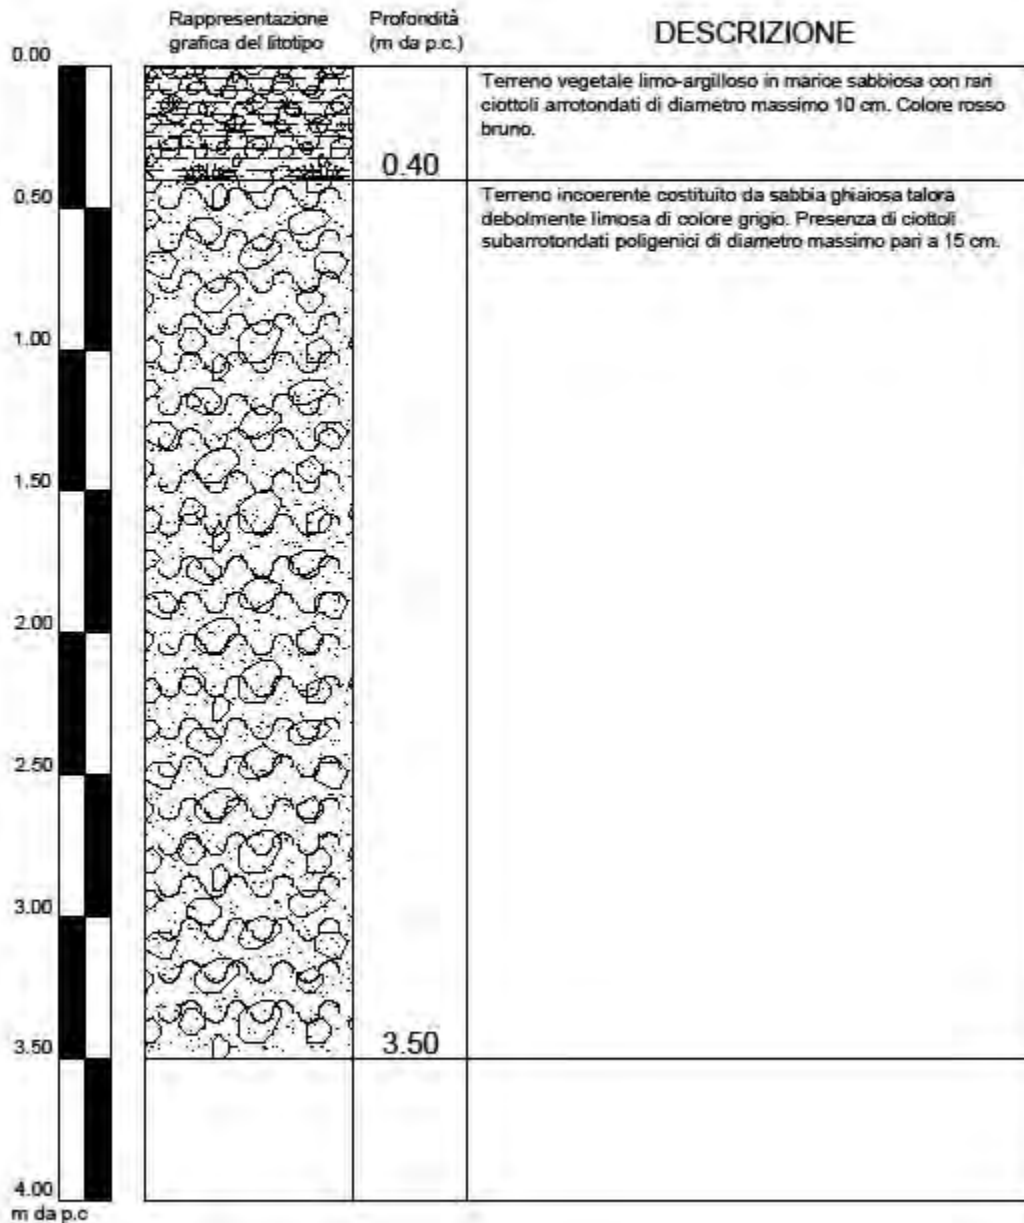 Rappresentazione
grafica del litotipo
Profondità
(m da p.c.)
DESCRIZIONE
0.00
Terreno vegetale limo-argilloso in marice sabbiosa con rari
ciottoli arrotondati di diametro massimo 10 cm. Colore rosso
bruno.
0.40
0.50
Terreno incoerente costituito da sabbia ghiaiosa talora
debolmente limosa di colore grigio. Presenza di ciottoli
subarrotondati poligenici di diametro massimo pari a 15 cm.
1.00
1.50
2.00
2.50
3.00
3.50
3.50
4.00
m da p.c